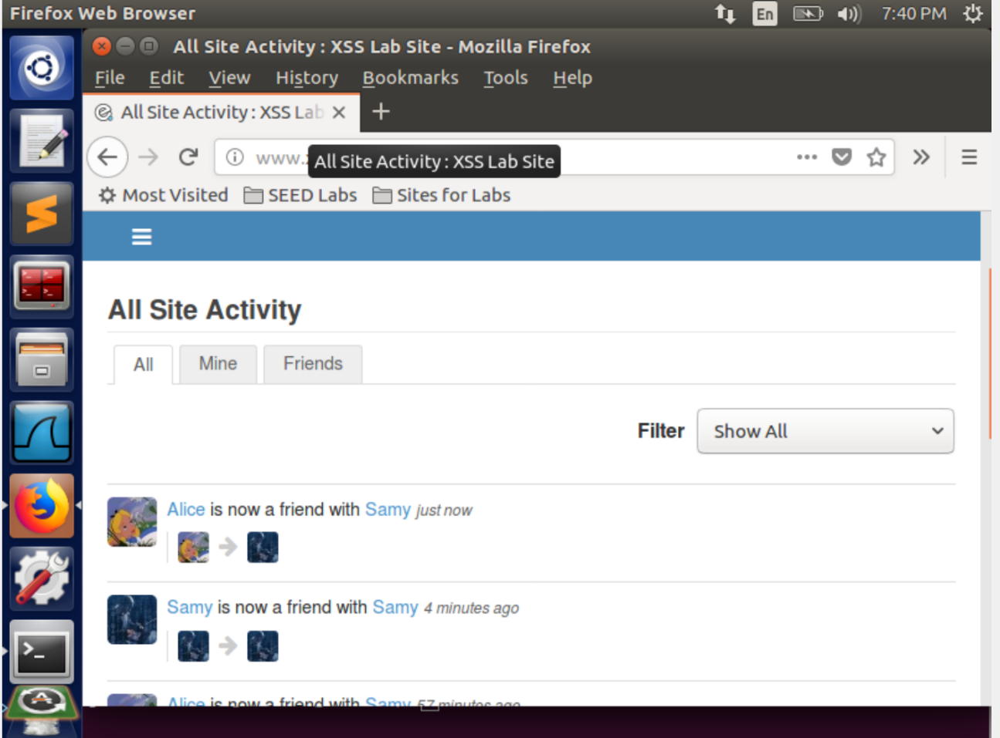 Firefox Web Browser
En
7:40 PM
All Site Activity : XSS Lab Site - Mozilla Firefox
File Edit View History Bookmarks Tools Help
All Site Activity : XSS Lab
www.
All Site Activity : XSS Lab Site
Most Visited SEED Labs Sites for Labs
All Site Activity
All Mine Friends
Filter Show All
Alice is now a friend with Samy just now
Samy is now a friend with Samy 4 minutes ago
Alice is now a friend with Samy 57 minutes ago